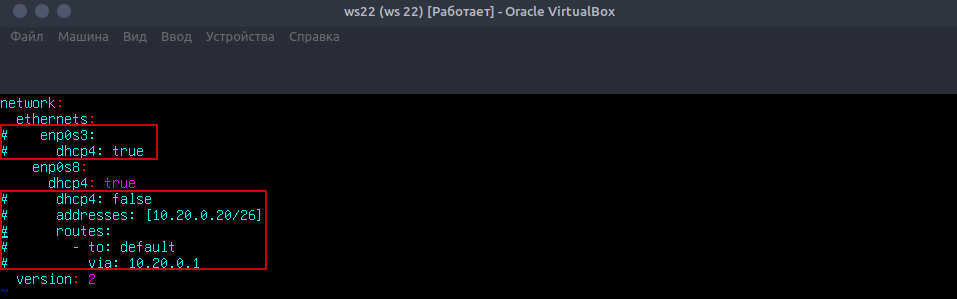 ws22 (ws 22) [Работает] - Oracle VirtualBox
Файл Машина Вид Ввод Устройства Справка
network:
  ethernets:
#    enp0s3:
#      dhcp4: true
    enp0s8:
      dhcp4: true
#      dhcp4: false
#      addresses: [10.20.0.20/26]
#      routes:
#        - to: default
#          via: 10.20.0.1
  version: 2
~